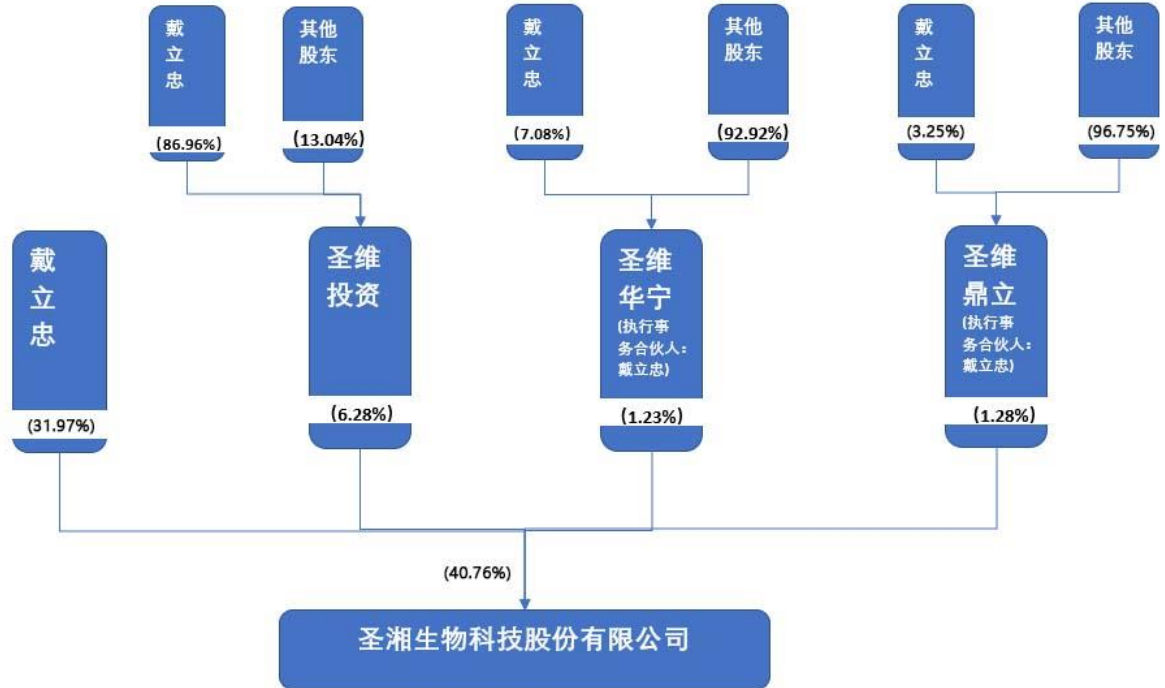 戴
立
忠
(86.96%)
其他
股东
(13.04%)
戴
立
忠
(7.08%)
其他
股东
(92.92%)
戴
立
忠
(3.25%)
其他
股东
(96.75%)
戴
立
忠
(31.97%)
圣维
投资
(6.28%)
圣维
华宁
(执行事
务合伙人：
戴立忠)
(1.23%)
圣维
鼎立
(执行事
务合伙人：
戴立忠)
(1.28%)
(40.76%)
圣湘生物科技股份有限公司